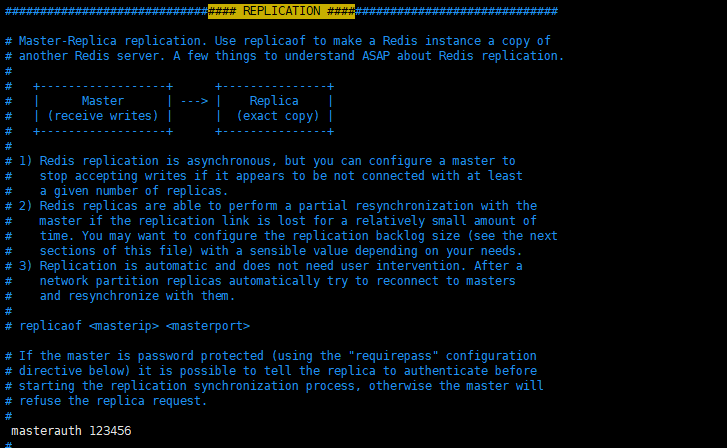 ################################# REPLICATION #################################

# Master-Replica replication. Use replicaof to make a Redis instance a copy of
# another Redis server. A few things to understand ASAP about Redis replication.
#
#   +------------------+      +---------------+
#   |      Master      | ---> |    Replica    |
#   | (receive writes) |      |  (exact copy) |
#   +------------------+      +---------------+
#
# 1) Redis replication is asynchronous, but you can configure a master to
#    stop accepting writes if it appears to be not connected with at least
#    a given number of replicas.
# 2) Redis replicas are able to perform a partial resynchronization with the
#    master if the replication link is lost for a relatively small amount of
#    time. You may want to configure the replication backlog size (see the next
#    sections of this file) with a sensible value depending on your needs.
# 3) Replication is automatic and does not need user intervention. After a
#    network partition replicas automatically try to reconnect to masters
#    and resynchronize with them.
#
# replicaof <masterip> <masterport>

# If the master is password protected (using the "requirepass" configuration
# directive below) it is possible to tell the replica to authenticate before
# starting the replication synchronization process, otherwise the master will
# refuse the replica request.
#
 masterauth 123456
#